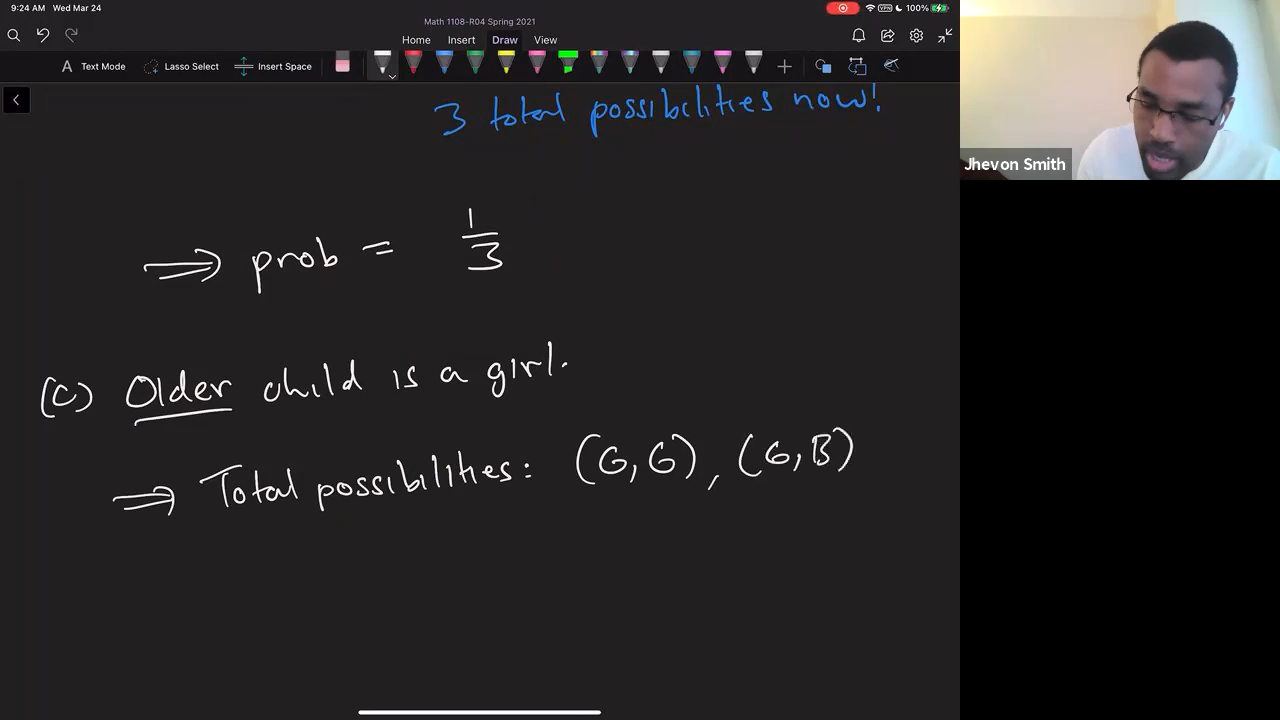 9:24 AM Wed Mar 24
VPN 100%
Math 1108-R04 Spring 2021
Home Insert Draw View
Text Mode Lasso Select Insert Space
3 total possibilities now!
⟹ prob = 1/3
(c) Older child is a girl.
⟹ Total possibilities: (G,G), (G,B)
Jhevon Smith